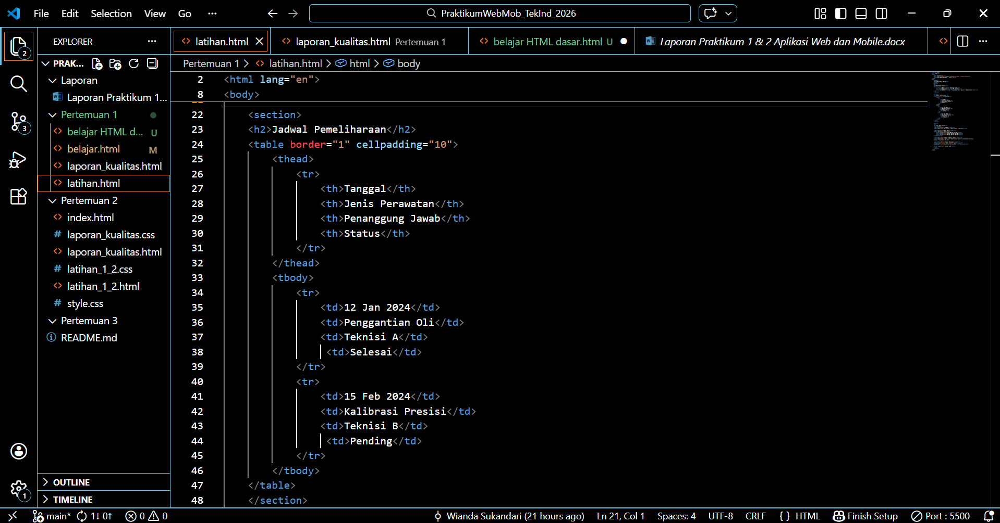 File Edit Selection View Go ··· PraktikumWebMob_TekInd_2026
EXPLORER ···
2
PRAK...
Laporan
Laporan Praktikum 1...
Pertemuan 1
belajar HTML d... U
belajar.html M
laporan_kualitas.html
latihan.html
Pertemuan 2
index.html
# laporan_kualitas.css
laporan_kualitas.html
# latihan_1_2.css
latihan_1_2.html
# style.css
Pertemuan 3
README.md
3
1
OUTLINE
TIMELINE
latihan.html laporan_kualitas.html Pertemuan 1 belajar HTML dasar.html U Laporan Praktikum 1 & 2 Aplikasi Web dan Mobile.docx ···
Pertemuan 1 > latihan.html > html > body
2 <html lang="en">
8 <body>
22 <section>
23 <h2>Jadwal Pemeliharaan</h2>
24 <table border="1" cellpadding="10">
25 <thead>
26 <tr>
27 <th>Tanggal</th>
28 <th>Jenis Perawatan</th>
29 <th>Penanggung Jawab</th>
30 <th>Status</th>
31 </tr>
32 </thead>
33 <tbody>
34 <tr>
35 <td>12 Jan 2024</td>
36 <td>Penggantian Oli</td>
37 <td>Teknisi A</td>
38 <td>Selesai</td>
39 </tr>
40 <tr>
41 <td>15 Feb 2024</td>
42 <td>Kalibrasi Presisi</td>
43 <td>Teknisi B</td>
44 <td>Pending</td>
45 </tr>
46 </tbody>
47 </table>
48 </section>
main* 1↓ 0↑ 0 0 Wianda Sukandari (21 hours ago) Ln 21, Col 1 Spaces: 4 UTF-8 CRLF {} HTML Finish Setup Port : 5500